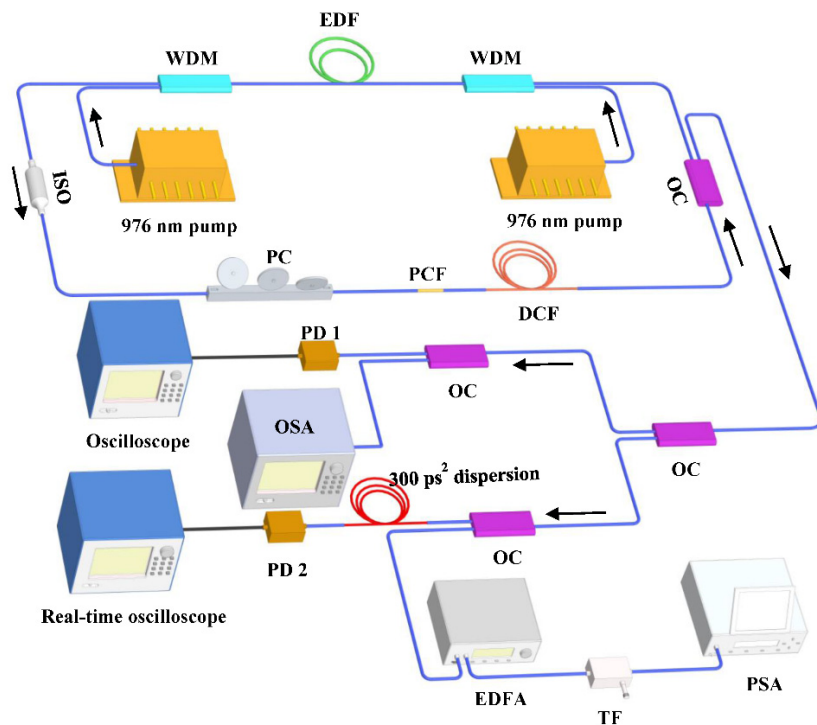 EDF
WDM
WDM
ISO
OC
976 nm pump
976 nm pump
PC
PCF
DCF
PD 1
OC
Oscilloscope
OSA
OC
300 ps² dispersion
OC
PD 2
Real-time oscilloscope
EDFA
TF
PSA